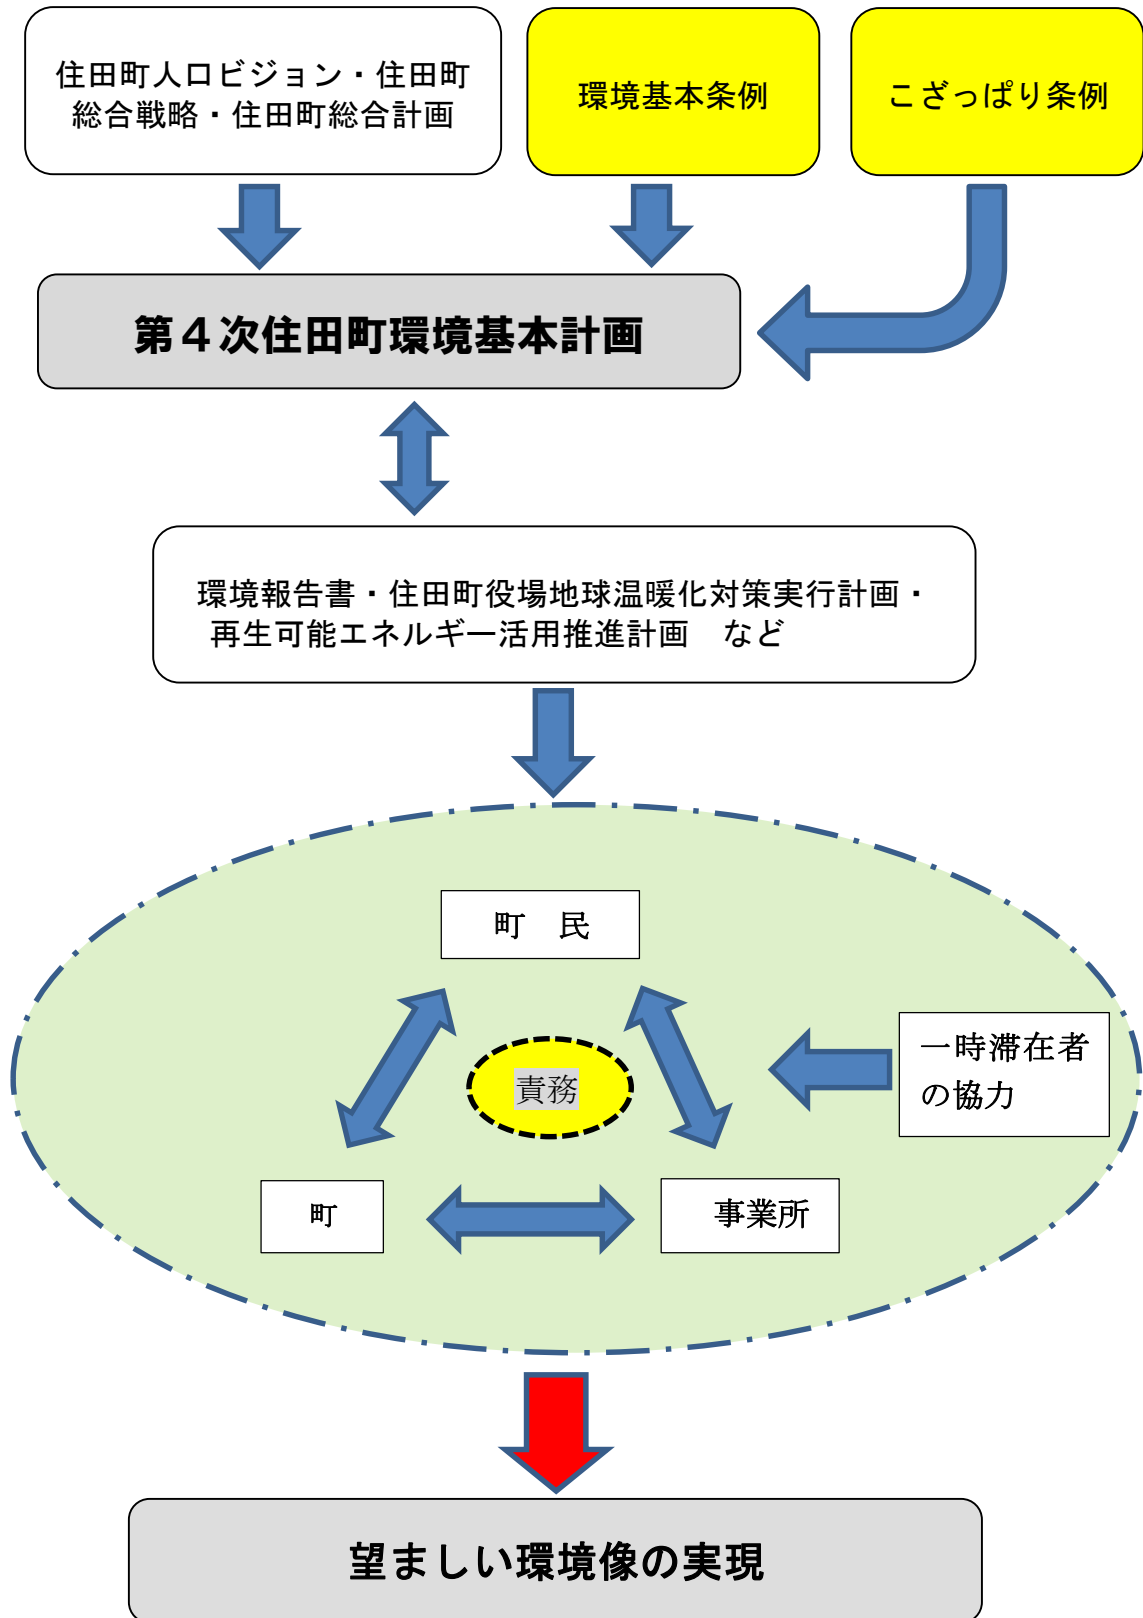 住田町人口ビジョン・住田町
総合戦略・住田町総合計画
環境基本条例
こざっぱり条例
第４次住田町環境基本計画
環境報告書・住田町役場地球温暖化対策実行計画・
再生可能エネルギー活用推進計画　など
町　民
責務
一時滞在者
の協力
町
事業所
望ましい環境像の実現